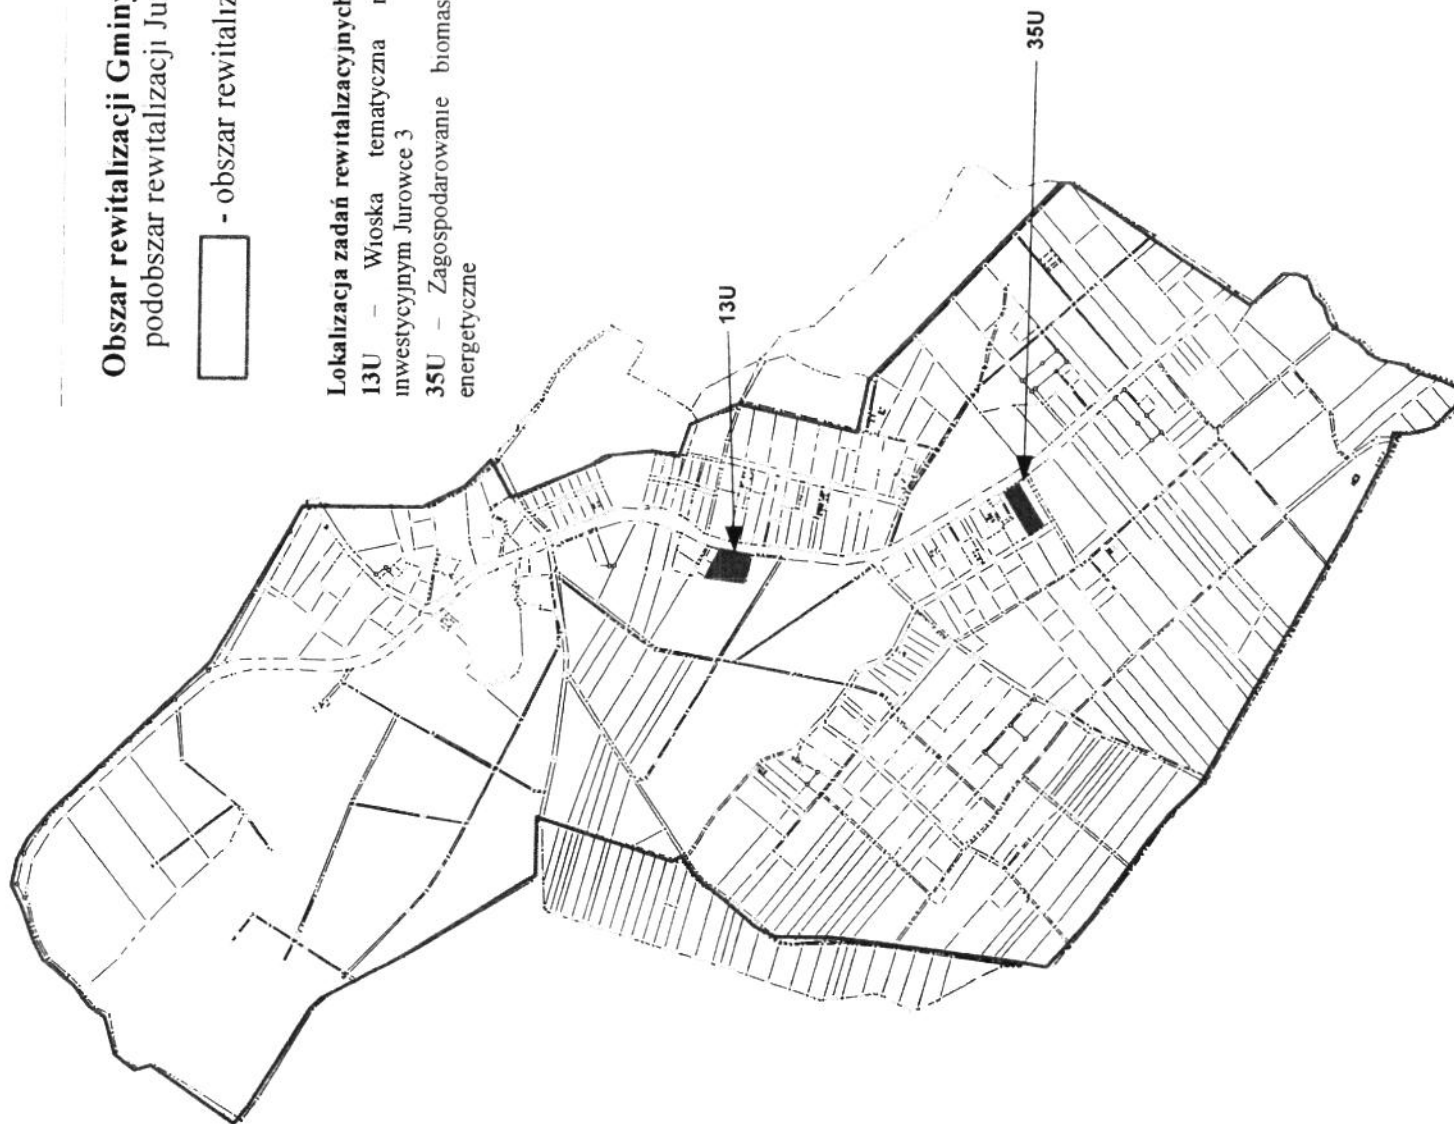 Obszar rewitalizacji Gminy
podobszar rewitalizacji Ju
- obszar rewitaliz
Lokalizacja zadań rewitalizacyjnych
13U – Wioska tematyczna
inwestycyjnym Jurowce 3
35U – Zagospodarowanie biomas
energetyczne
13U
35U